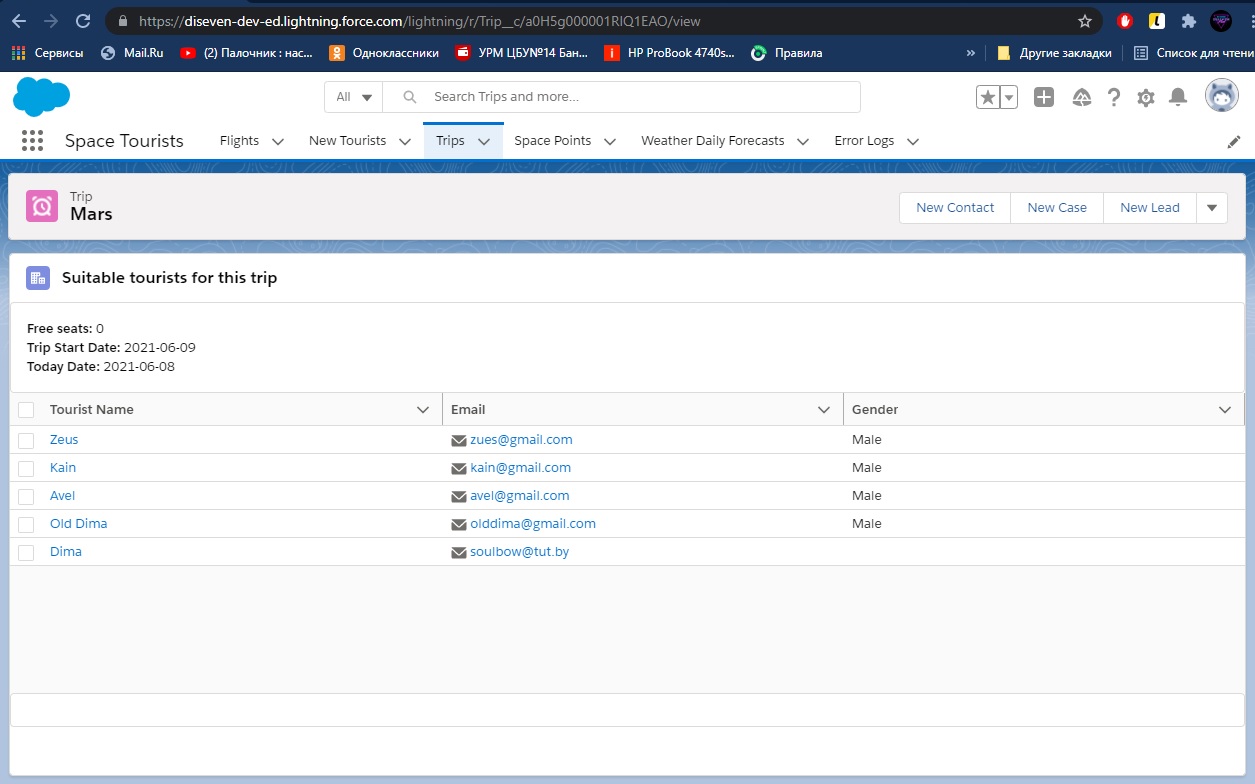 https://diseven-dev-ed.lightning.force.com/lightning/r/Trip__c/a0H5g000001RlQ1EAO/view
Сервисы Mail.Ru (2) Палочник : нас... Одноклассники УРМ ЦБУ№14 Бан... HP ProBook 4740s... Правила » Другие закладки Список для чтени
All Search Trips and more...
Space Tourists Flights New Tourists Trips Space Points Weather Daily Forecasts Error Logs
Trip
Mars
New Contact New Case New Lead
Suitable tourists for this trip
Free seats: 0
Trip Start Date: 2021-06-09
Today Date: 2021-06-08
Tourist Name Email Gender
Zeus zues@gmail.com Male
Kain kain@gmail.com Male
Avel avel@gmail.com Male
Old Dima olddima@gmail.com Male
Dima soulbow@tut.by